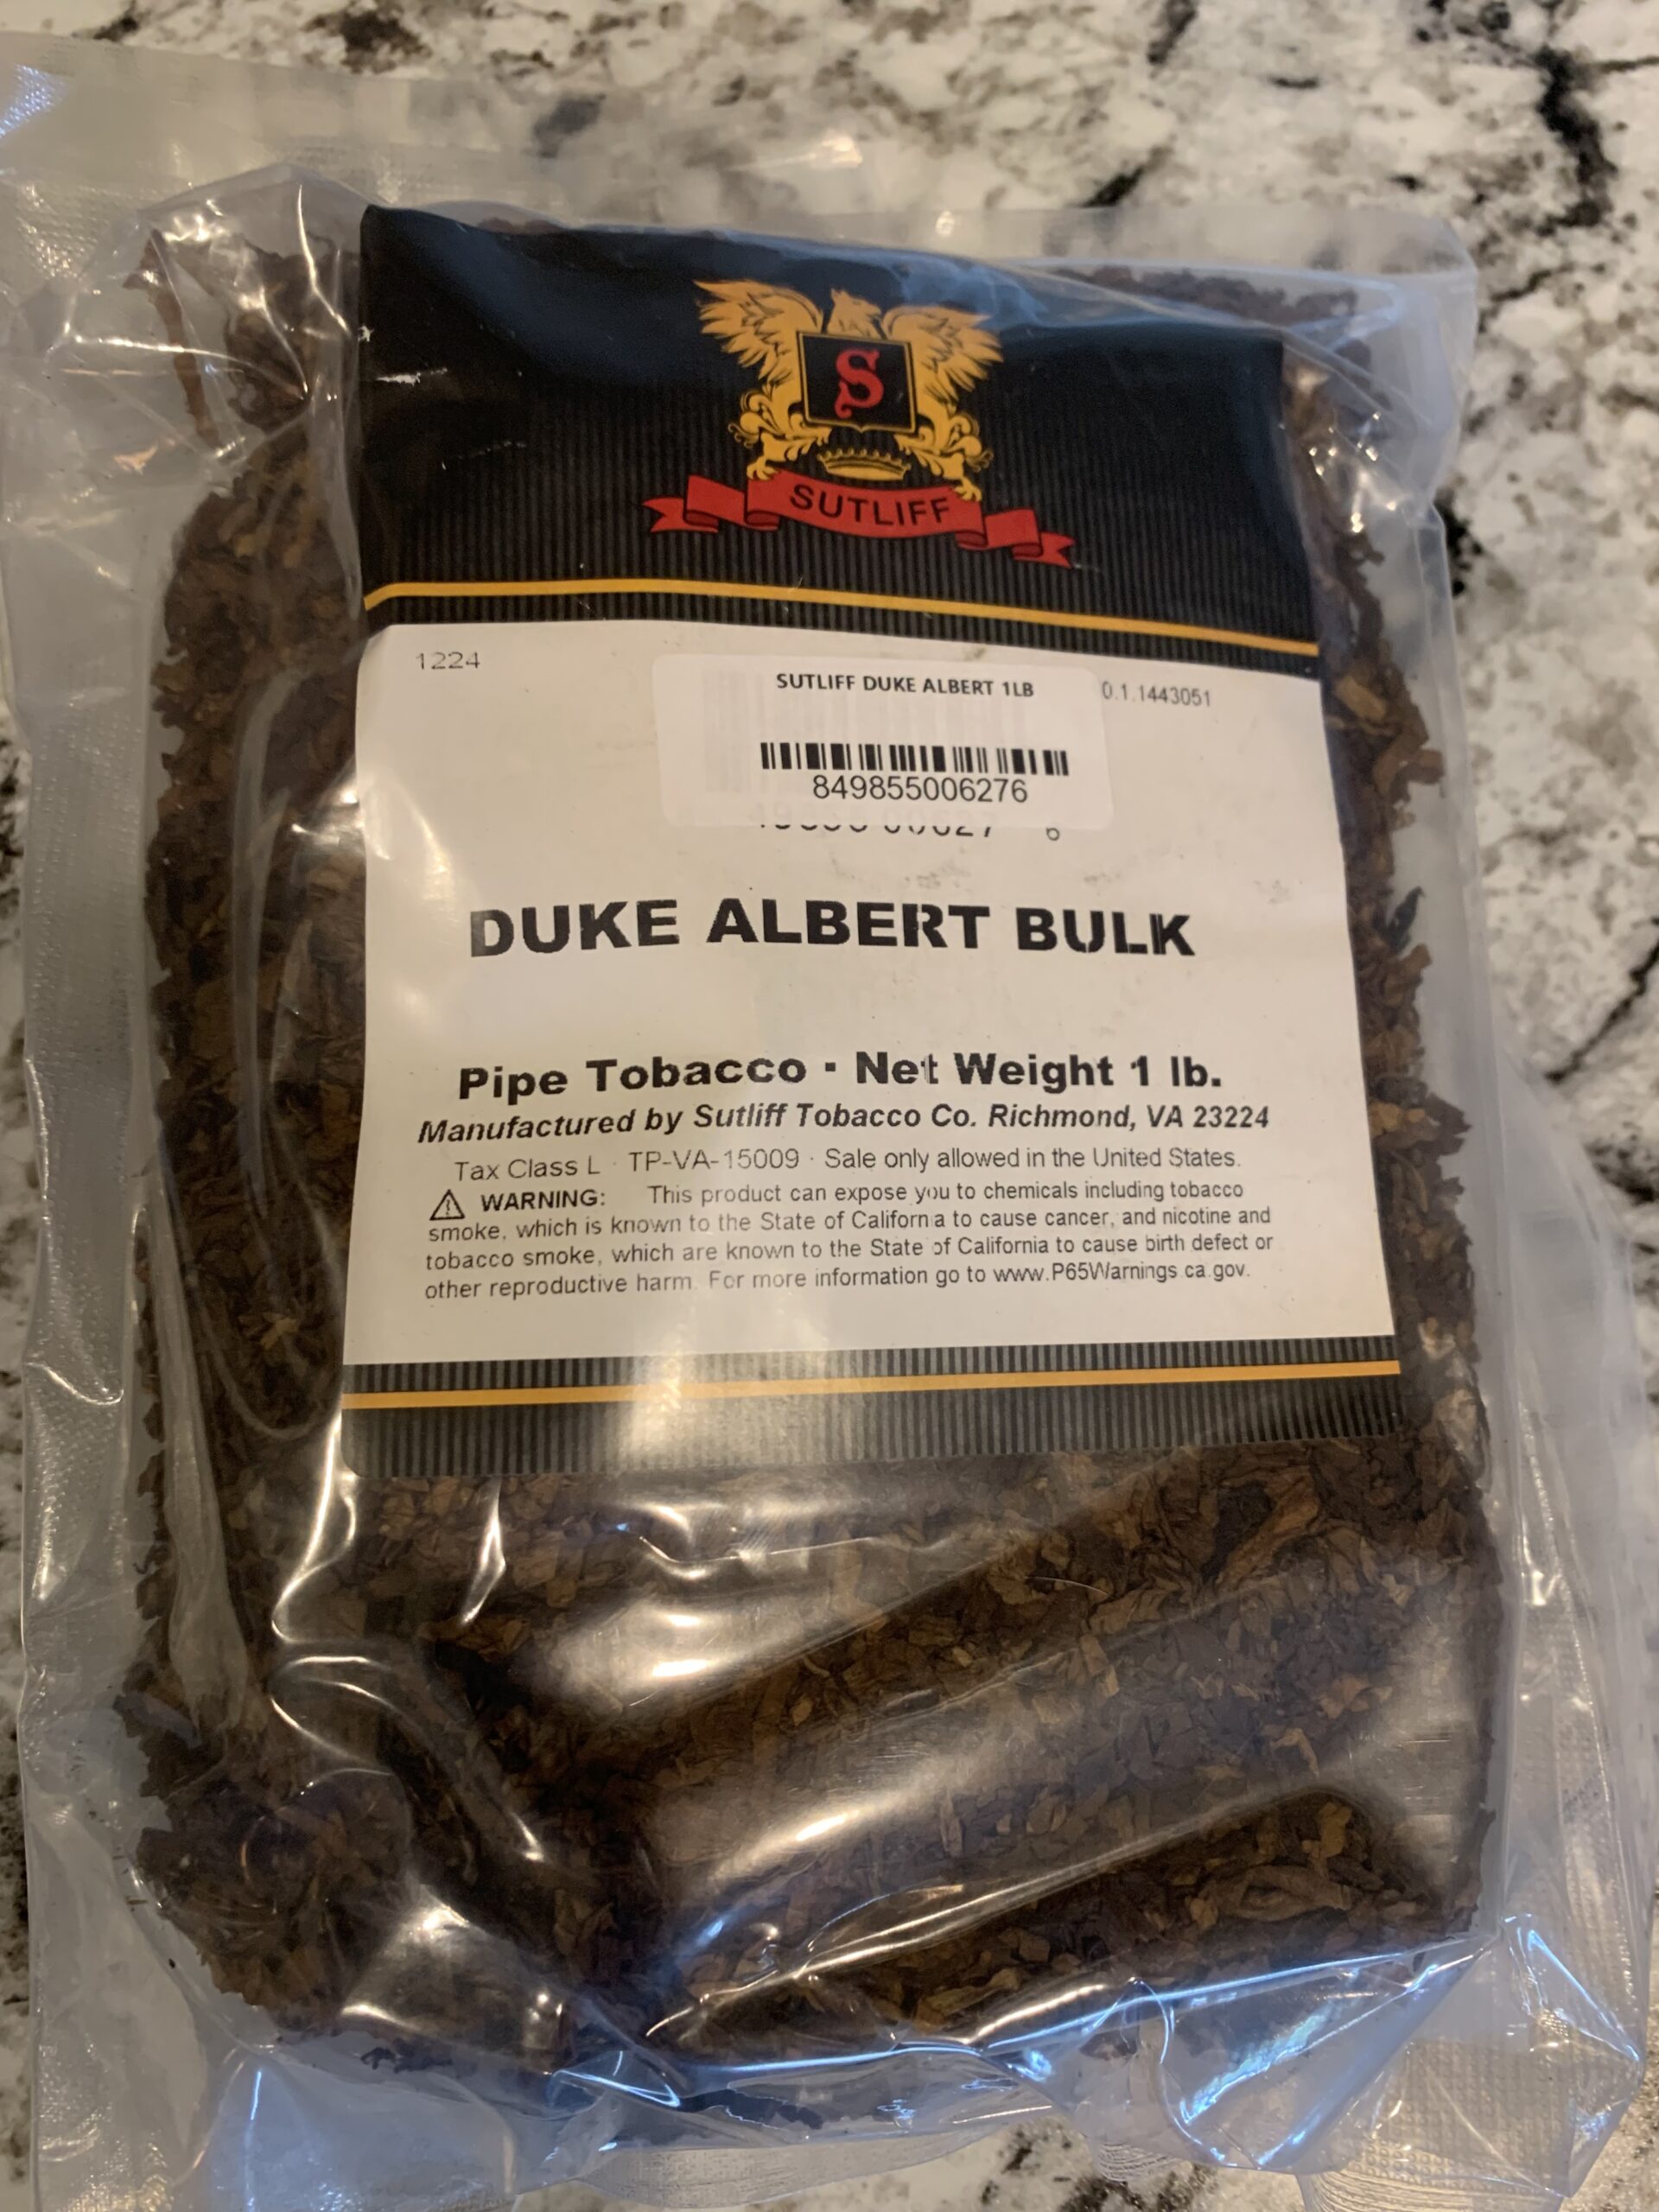 S
SUTLIFF
1224
SUTLIFF DUKE ALBERT 1LB
0.1.1443051
849855006276
6
DUKE ALBERT BULK
Pipe Tobacco · Net Weight 1 lb.
Manufactured by Sutliff Tobacco Co. Richmond, VA 23224
Tax Class L · TP-VA-15009 · Sale only allowed in the United States.
WARNING: This product can expose you to chemicals including tobacco
smoke, which is known to the State of California to cause cancer, and nicotine and
tobacco smoke, which are known to the State of California to cause birth defect or
other reproductive harm. For more information go to www.P65Warnings.ca.gov.